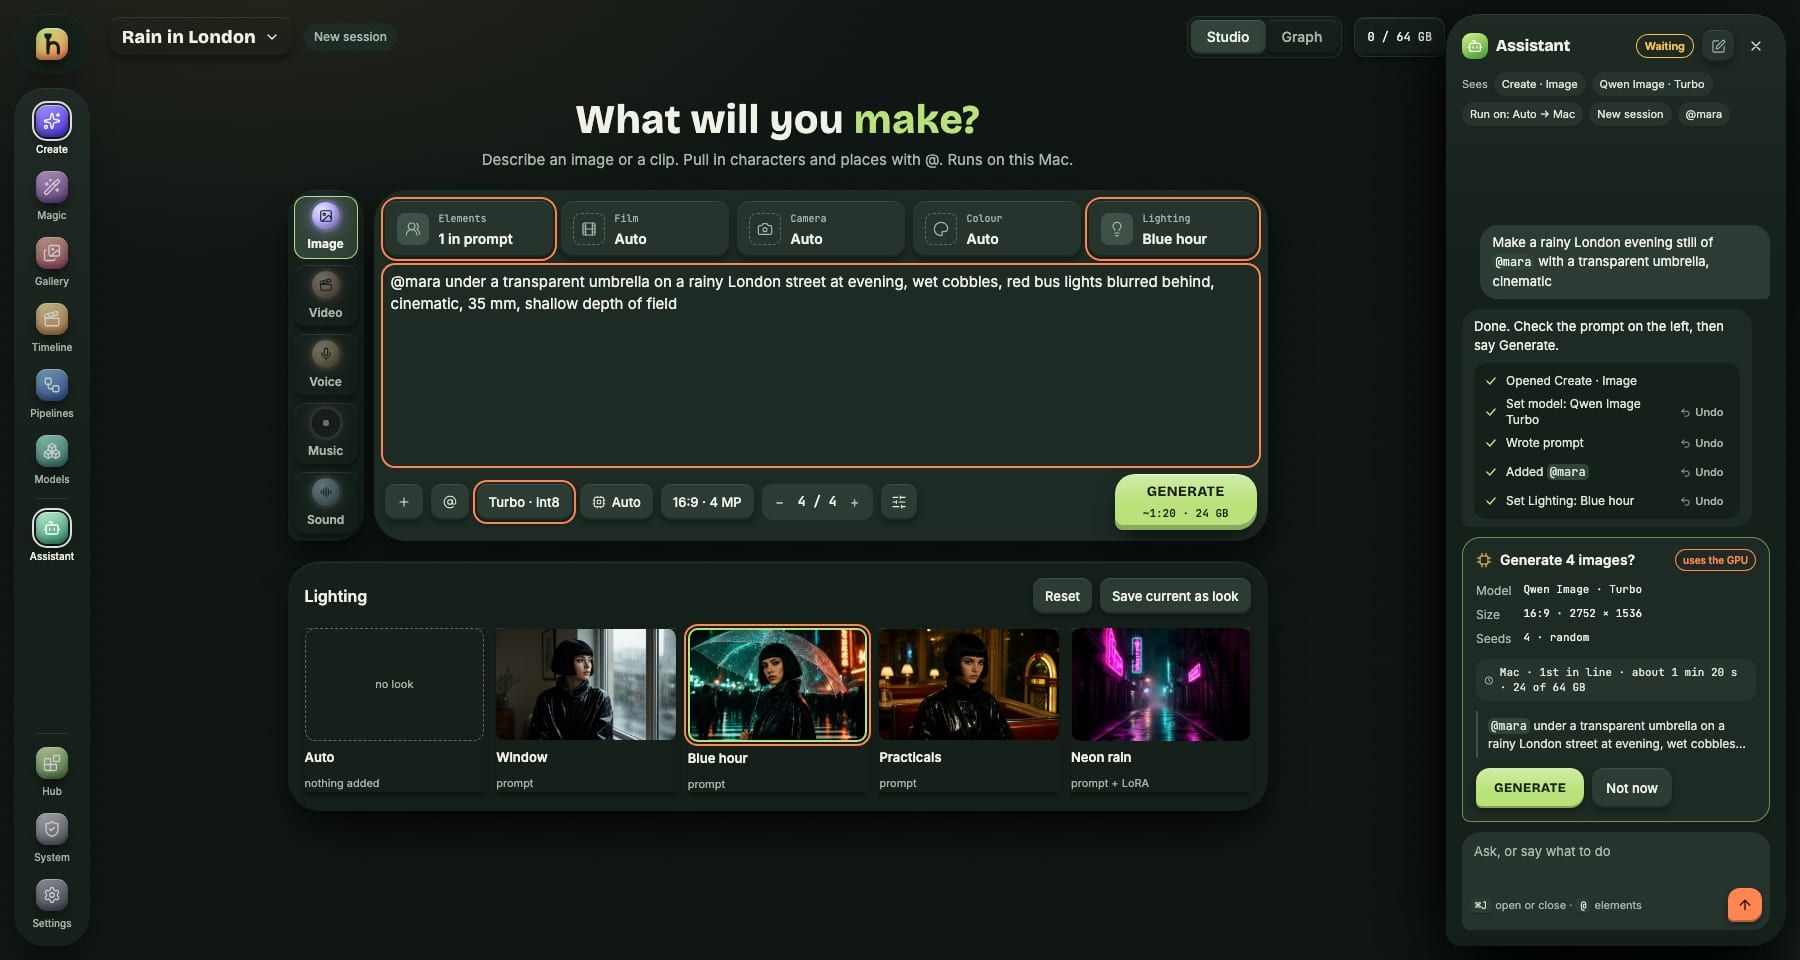 Rain in London
New session
Studio
Graph
0 / 64 GB
Create
Magic
Gallery
Timeline
Pipelines
Models
Assistant
Hub
System
Settings
What will you make?
Describe an image or a clip. Pull in characters and places with @. Runs on this Mac.
Image
Video
Voice
Music
Sound
Elements
1 in prompt
Film
Auto
Camera
Auto
Colour
Auto
Lighting
Blue hour
@mara under a transparent umbrella on a rainy London street at evening, wet cobbles, red bus lights blurred behind,
cinematic, 35 mm, shallow depth of field
+
@
Turbo · Int8
Auto
16:9 · 4 MP
− 4 / 4 +
GENERATE
~1:20 · 24 GB
Lighting
Reset
Save current as look
no look
Auto
nothing added
Window
prompt
Blue hour
prompt
Practicals
prompt
Neon rain
prompt + LoRA
Assistant
Waiting
Sees
Create · Image
Qwen Image · Turbo
Run on: Auto → Mac
New session
@mara
Make a rainy London evening still of
@mara with a transparent umbrella,
cinematic
Done. Check the prompt on the left, then
say Generate.
Opened Create · Image
Set model: Qwen Image
Turbo
Undo
Wrote prompt
Undo
Added @mara
Undo
Set Lighting: Blue hour
Undo
Generate 4 images?
uses the GPU
Model Qwen Image · Turbo
Size 16:9 · 2752 × 1536
Seeds 4 · random
Mac · 1st in line · about 1 min 20 s
· 24 of 64 GB
@mara under a transparent umbrella on a
rainy London street at evening, wet cobbles...
GENERATE
Not now
Ask, or say what to do
⌘J open or close · @ elements